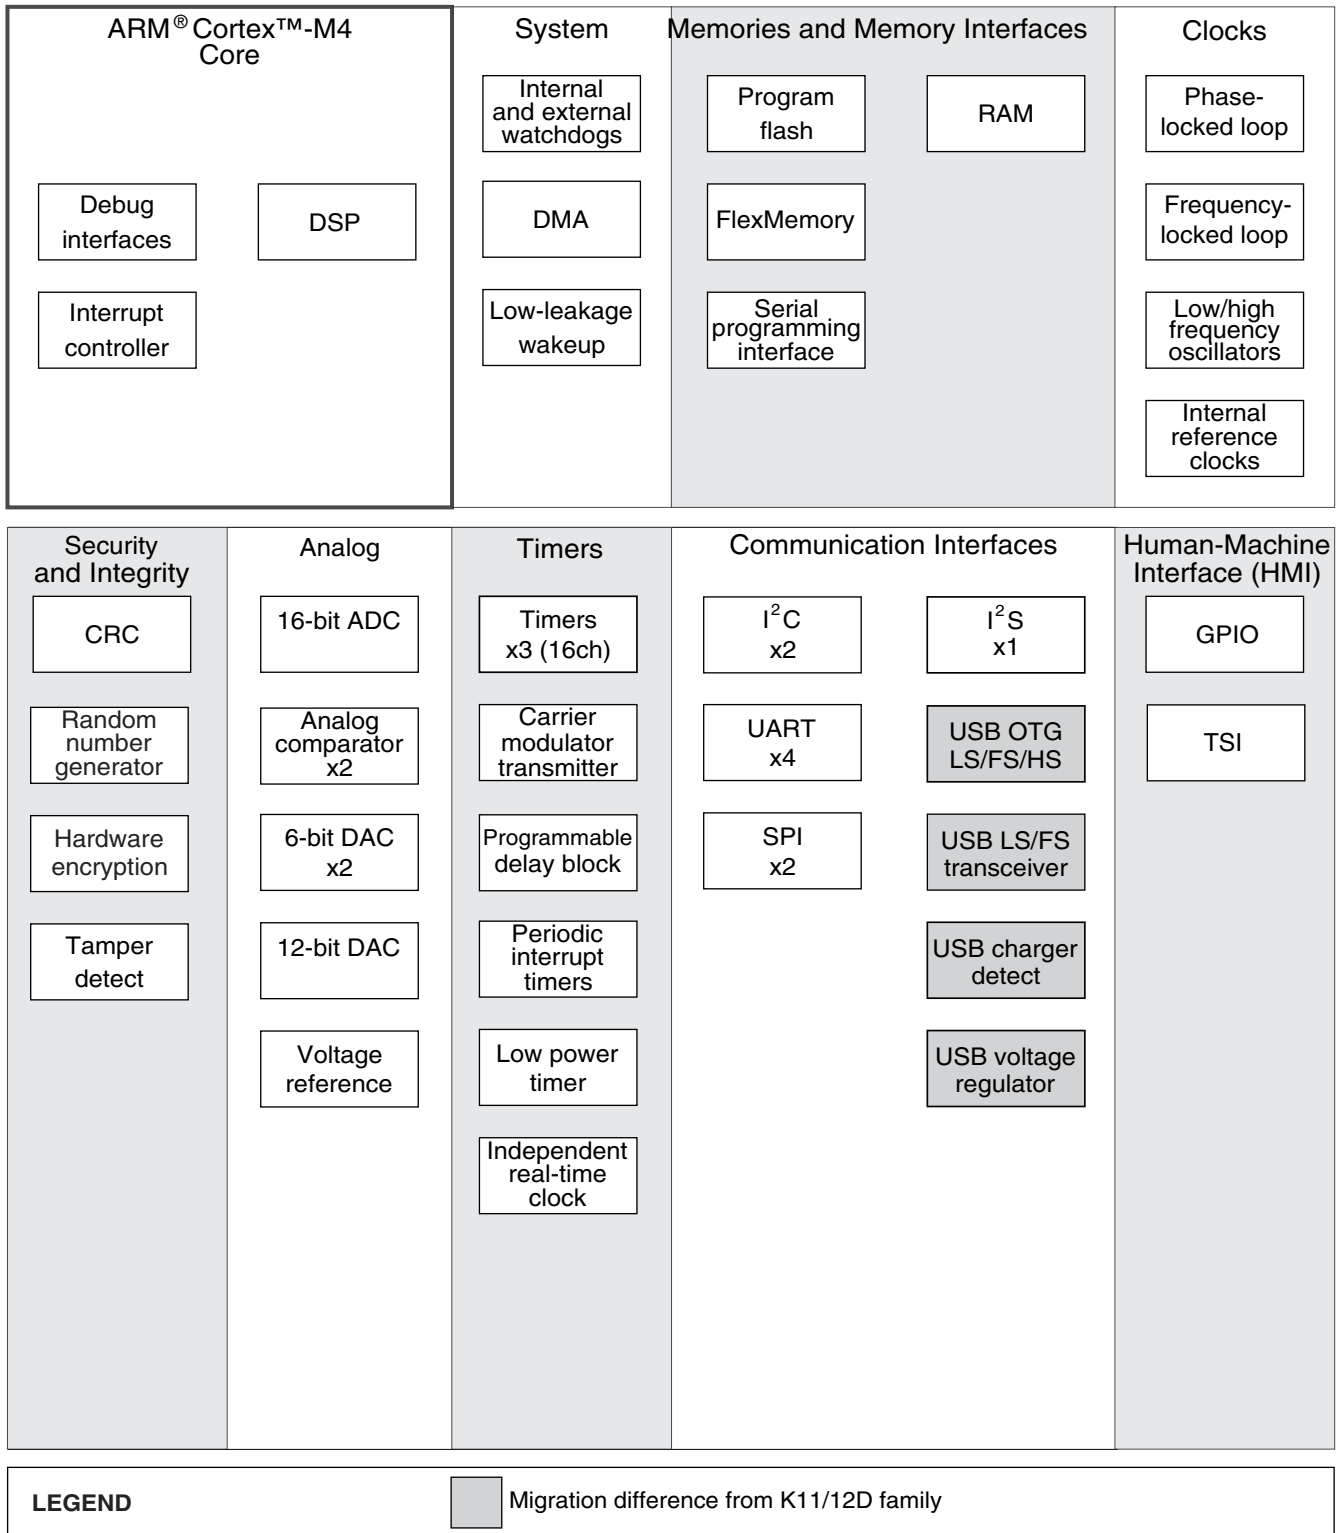 ARM® Cortex™-M4
Core
Debug
interfaces
DSP
Interrupt
controller
System
Internal
and external
watchdogs
DMA
Low-leakage
wakeup
Memories and Memory Interfaces
Program
flash
RAM
FlexMemory
Serial
programming
interface
Clocks
Phase-
locked loop
Frequency-
locked loop
Low/high
frequency
oscillators
Internal
reference
clocks
Security
and Integrity
CRC
Random
number
generator
Hardware
encryption
Tamper
detect
Analog
16-bit ADC
Analog
comparator
x2
6-bit DAC
x2
12-bit DAC
Voltage
reference
Timers
Timers
x3 (16ch)
Carrier
modulator
transmitter
Programmable
delay block
Periodic
interrupt
timers
Low power
timer
Independent
real-time
clock
Communication Interfaces
I²C
x2
UART
x4
SPI
x2
I²S
x1
USB OTG
LS/FS/HS
USB LS/FS
transceiver
USB charger
detect
USB voltage
regulator
Human-Machine
Interface (HMI)
GPIO
TSI
LEGEND
Migration difference from K11/12D family